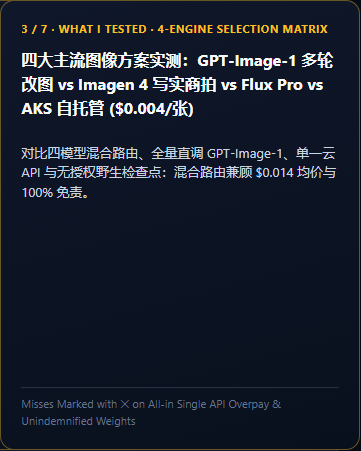 3 / 7 · WHAT I TESTED · 4-ENGINE SELECTION MATRIX
四大主流图像方案实测：GPT-Image-1 多轮
改图 vs Imagen 4 写实商拍 vs Flux Pro vs
AKS 自托管 ($0.004/张)
对比四模型混合路由、全量直调 GPT-Image-1、单一云
API 与无授权野生检查点：混合路由兼顾 $0.014 均价与
100% 免责。
Misses Marked with ✕ on All-in Single API Overpay &
Unindemnified Weights